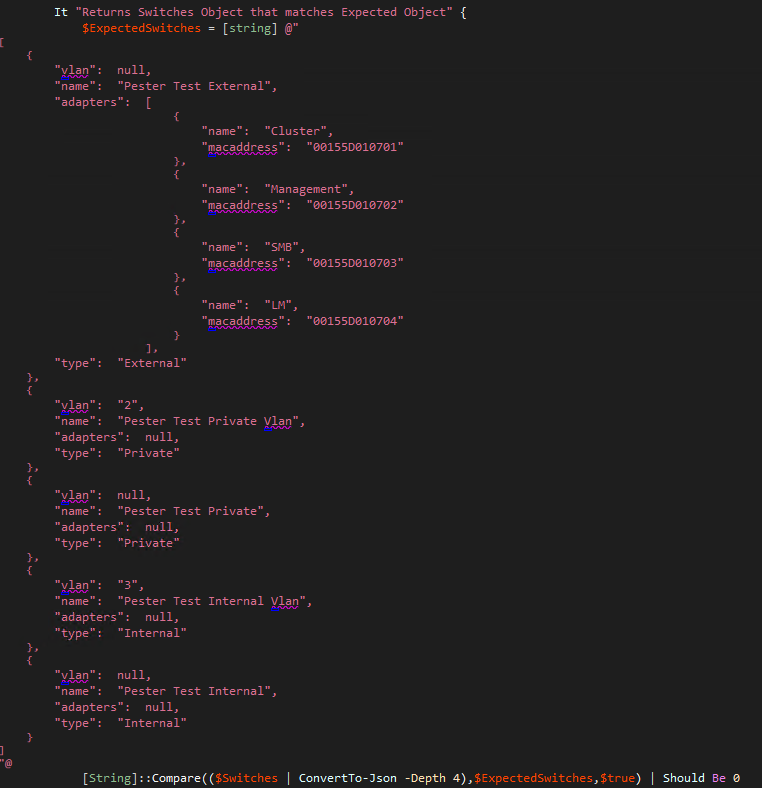 It "Returns Switches Object that matches Expected Object" {
$ExpectedSwitches = [string] @"
[
{
"vlan":  null,
"name":  "Pester Test External",
"adapters":  [
{
"name":  "Cluster",
"macaddress":  "00155D010701"
},
{
"name":  "Management",
"macaddress":  "00155D010702"
},
{
"name":  "SMB",
"macaddress":  "00155D010703"
},
{
"name":  "LM",
"macaddress":  "00155D010704"
}
],
"type":  "External"
},
{
"vlan":  "2",
"name":  "Pester Test Private Vlan",
"adapters":  null,
"type":  "Private"
},
{
"vlan":  null,
"name":  "Pester Test Private",
"adapters":  null,
"type":  "Private"
},
{
"vlan":  "3",
"name":  "Pester Test Internal Vlan",
"adapters":  null,
"type":  "Internal"
},
{
"vlan":  null,
"name":  "Pester Test Internal",
"adapters":  null,
"type":  "Internal"
}
]
"@
[String]::Compare(($Switches | ConvertTo-Json -Depth 4),$ExpectedSwitches,$true) | Should Be 0